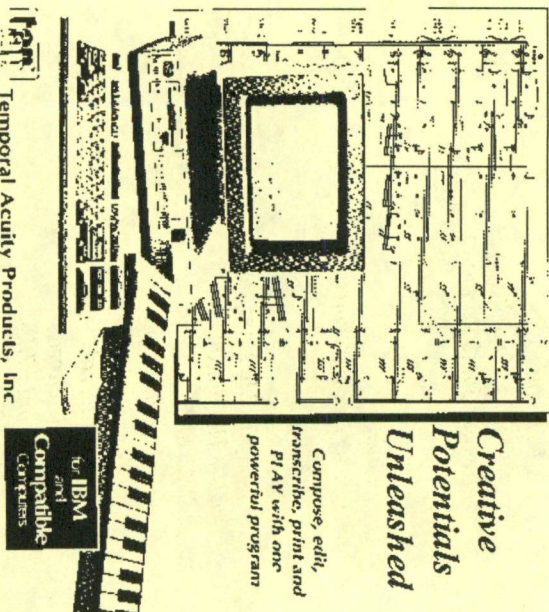 Creative
Potentials
Unleashed
Compose, edit,
transcribe, print and
PLAY with one
powerful program
for IBM
and
Compatible
Computers
Temporal Acuity Products, Inc